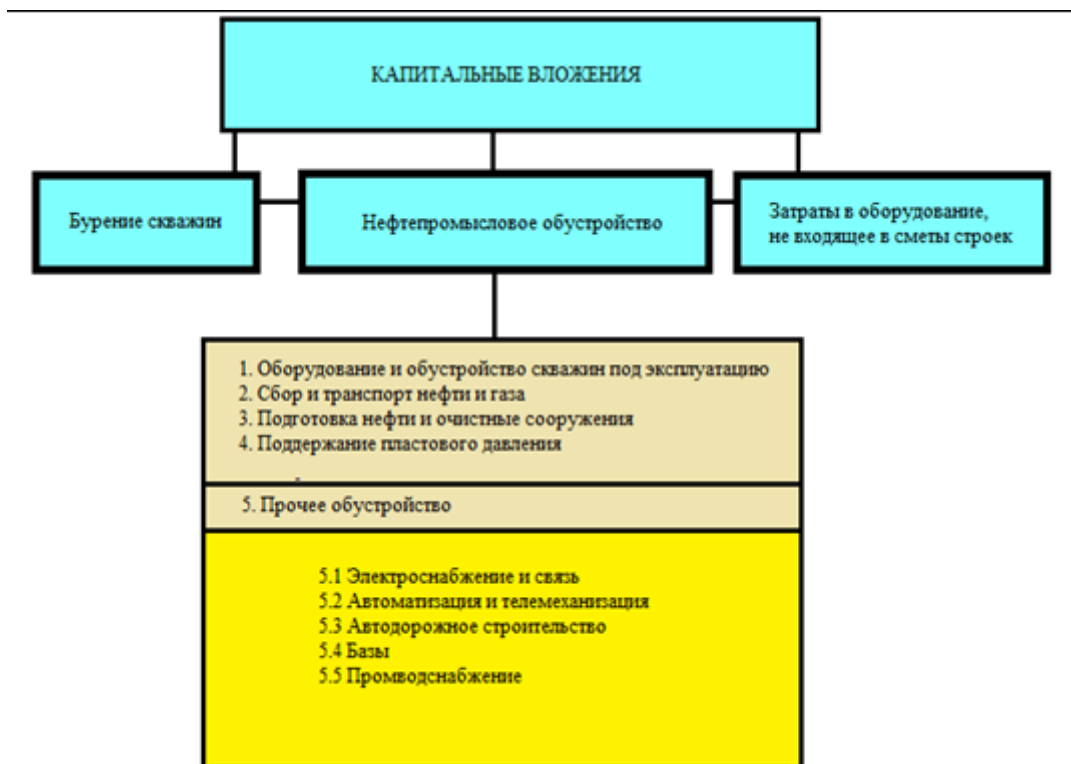 КАПИТАЛЬНЫЕ ВЛОЖЕНИЯ
Бурение скважин
Нефтепромысловое обустройство
Затраты в оборудование,
не входящее в сметы строек
1. Оборудование и обустройство скважин под эксплуатацию
2. Сбор и транспорт нефти и газа
3. Подготовка нефти и очистные сооружения
4. Поддержание пластового давления
5. Прочее обустройство
5.1 Электроснабжение и связь
5.2 Автоматизация и телемеханизация
5.3 Автодорожное строительство
5.4 Базы
5.5 Промводснабжение